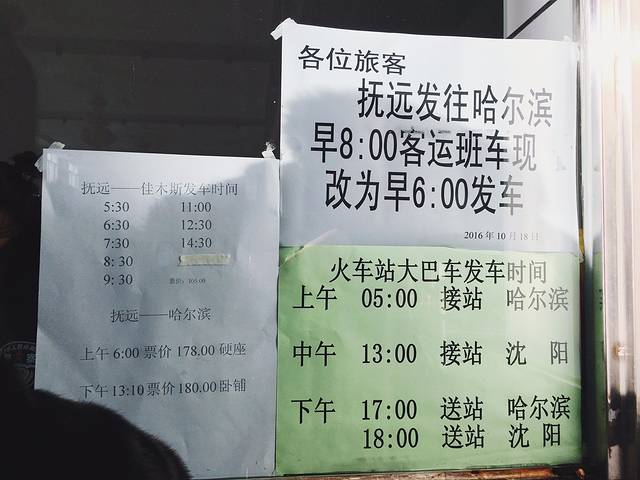 各位旅客
抚远发往哈尔滨
早8:00客运班车现
改为早6:00发车
2016年10月18日
抚远——佳木斯发车时间
5:30 11:00
6:30 12:30
7:30 14:30
8:30
9:30
抚远——哈尔滨
上午 6:00 票价 178.00 硬座
下午 13:10 票价 180.00 卧铺
火车站大巴车发车时间
上午 05:00 接站 哈尔滨
中午 13:00 接站 沈 阳
下午 17:00 送站 哈尔滨
18:00 送站 沈 阳